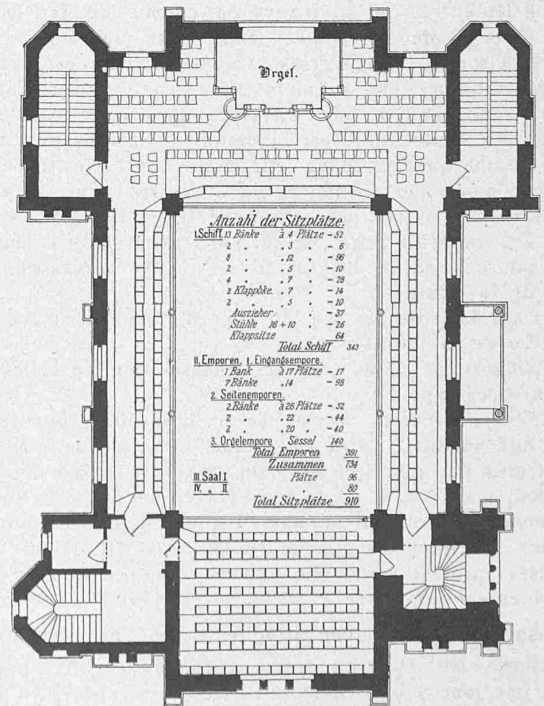 Orgel.
Anzahl der Sitzplätze.
I. Schiff. 13 Bänke à 4 Plätze - 52
2 " " 3 " - 6
8 " " 12 " - 96
2 " " 5 " - 10
4 " " 7 " - 28
2 Klappbke. " 7 " - 14
2 " " 5 " - 10
Auszieher - 37
Stühle 16 + 10 " - 26
Klappsitze 64
Total Schiff 343
II. Emporen. 1. Eingangsempore.
1 Bank à 17 Plätze - 17
7 Bänke " 14 - 98
2. Seitenemporen.
2 Bänke à 26 Plätze - 52
2 " " 22 " - 44
2 " " 20 " - 40
3. Orgelempore Sessel 140
Total Emporen 391
Zusammen 734
III. Saal I Plätze 96
IV. " II " 80
Total Sitzplätze 910